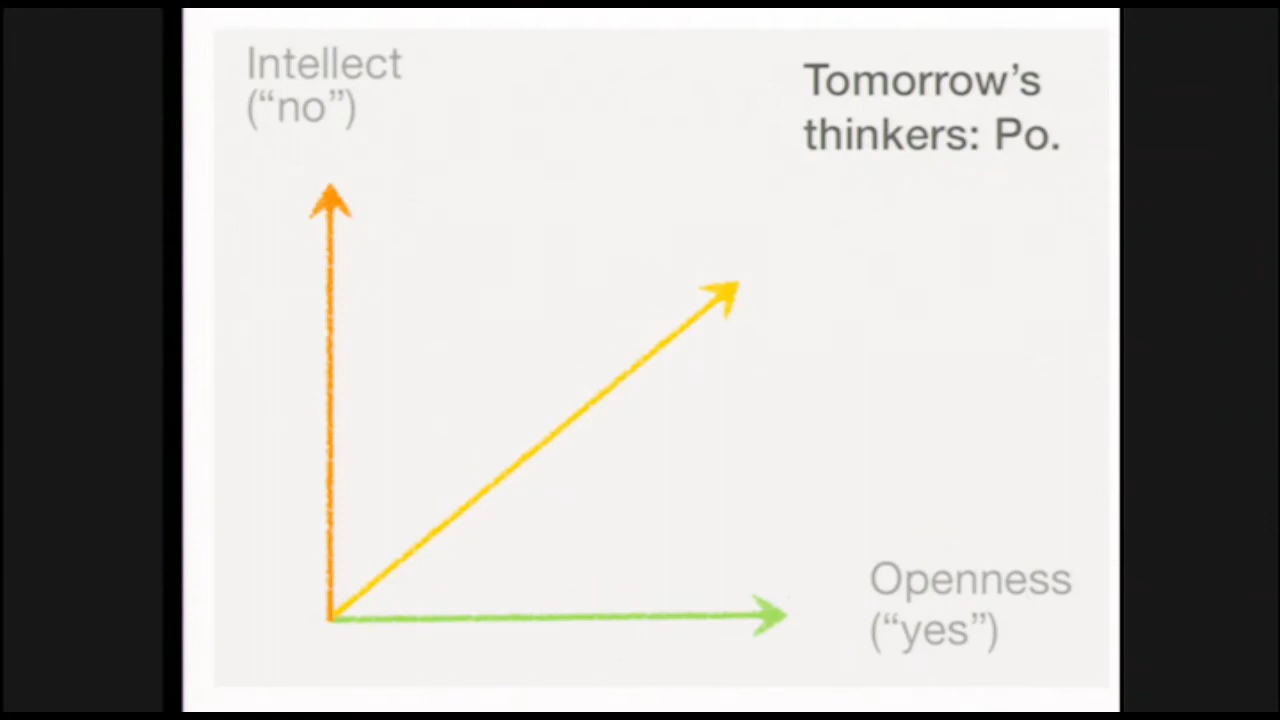 Intellect
(“no”)
Tomorrow’s
thinkers: Po.
Openness
(“yes”)